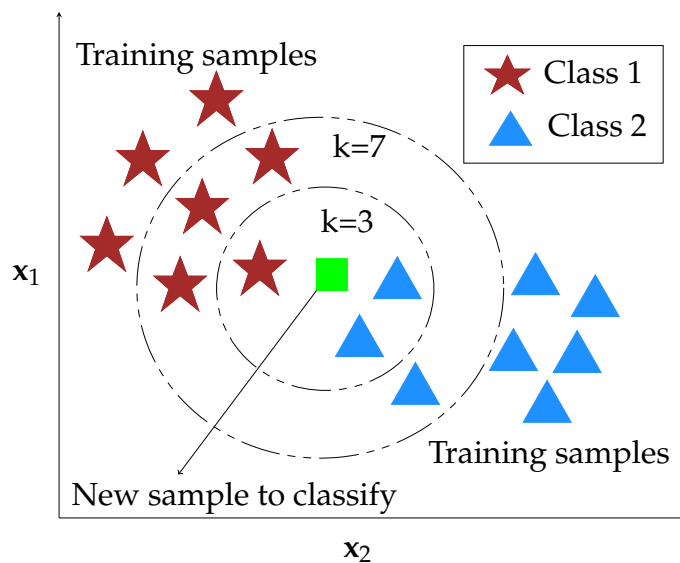 Training samples
Class 1
Class 2
k=7
k=3
x₁
Training samples
New sample to classify
x₂